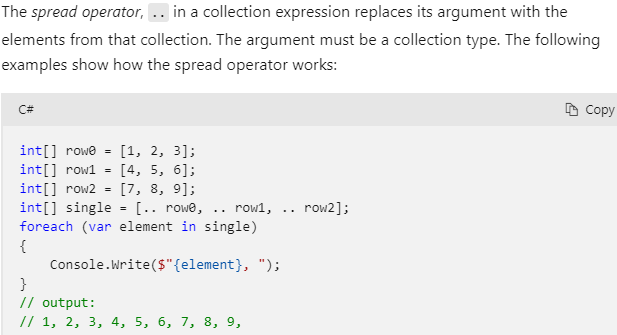 The spread operator, .. in a collection expression replaces its argument with the
elements from that collection. The argument must be a collection type. The following
examples show how the spread operator works:
C#
Copy
int[] row0 = [1, 2, 3];
int[] row1 = [4, 5, 6];
int[] row2 = [7, 8, 9];
int[] single = [.. row0, .. row1, .. row2];
foreach (var element in single)
{
    Console.Write($"{element}, ");
}
// output:
// 1, 2, 3, 4, 5, 6, 7, 8, 9,